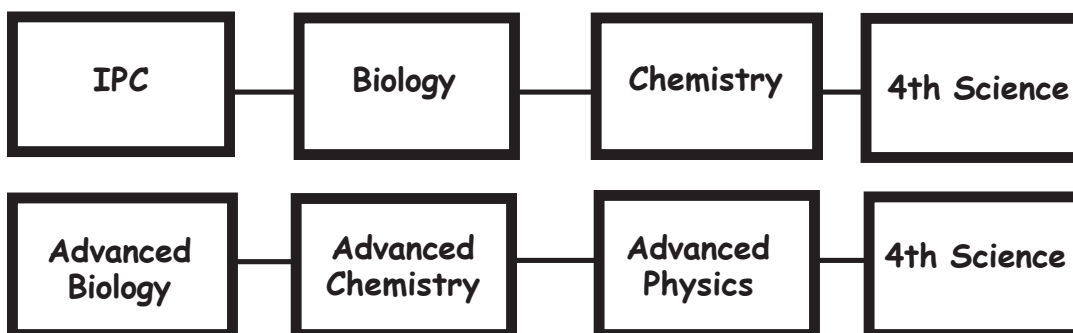 IPC
Biology
Chemistry
4th Science
Advanced
Biology
Advanced
Chemistry
Advanced
Physics
4th Science